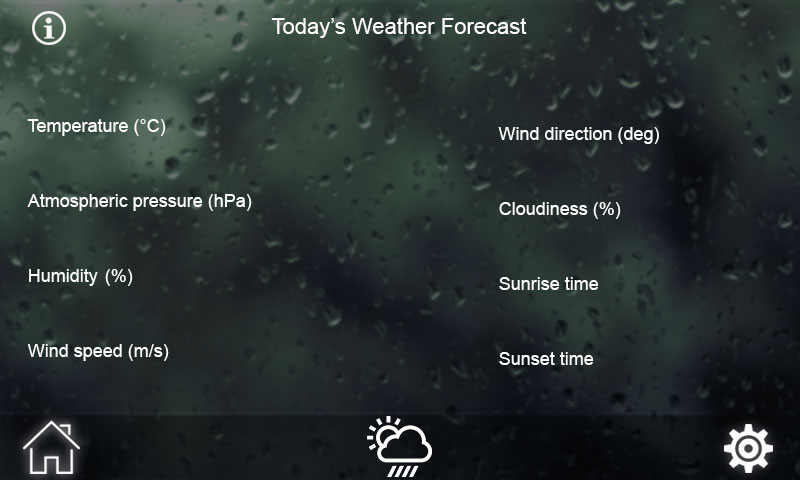 Today’s Weather Forecast
Temperature (°C)
Atmospheric pressure (hPa)
Humidity (%)
Wind speed (m/s)
Wind direction (deg)
Cloudiness (%)
Sunrise time
Sunset time